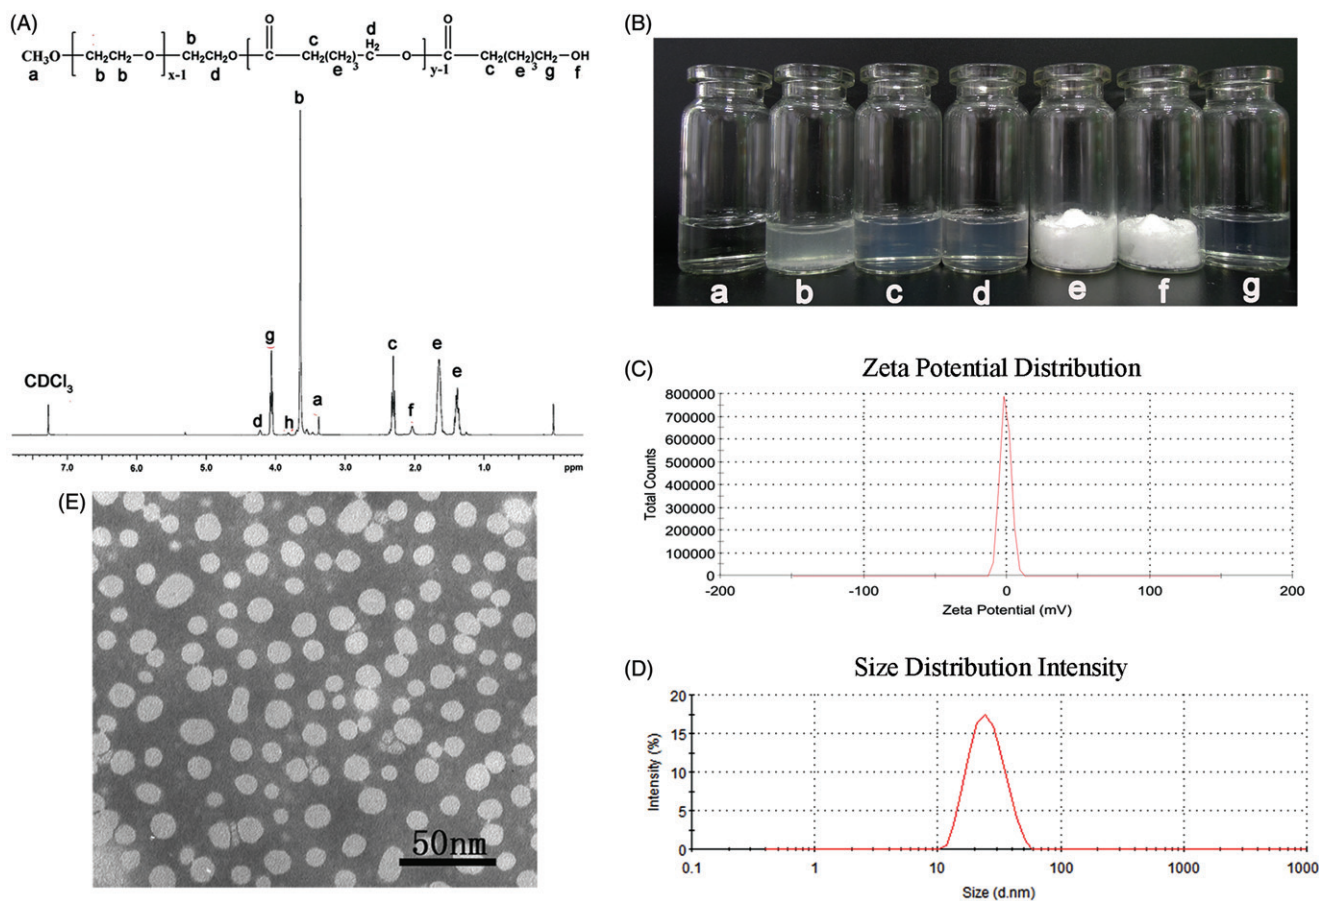 (A)
O O
b d
c H2
CH3O CH2CH2 O CH2CH2O C CH2(CH2)3C O C CH2(CH2)3CH2-OH
x-1 y-1
a b b d e c e g f
b
g c e
e
CDCl3
a
d h f
7.0 6.0 5.0 4.0 3.0 2.0 1.0 ppm
(B)
a b c d e f g
(C)
Zeta Potential Distribution
Total Counts
800000
700000
600000
500000
400000
300000
200000
100000
0
-200 -100 0 100 200
Zeta Potential (mV)
(D)
Size Distribution Intensity
Intensity (%)
20
15
10
5
0
0.1 1 10 100 1000 1000
Size (d.nm)
(E)
50nm